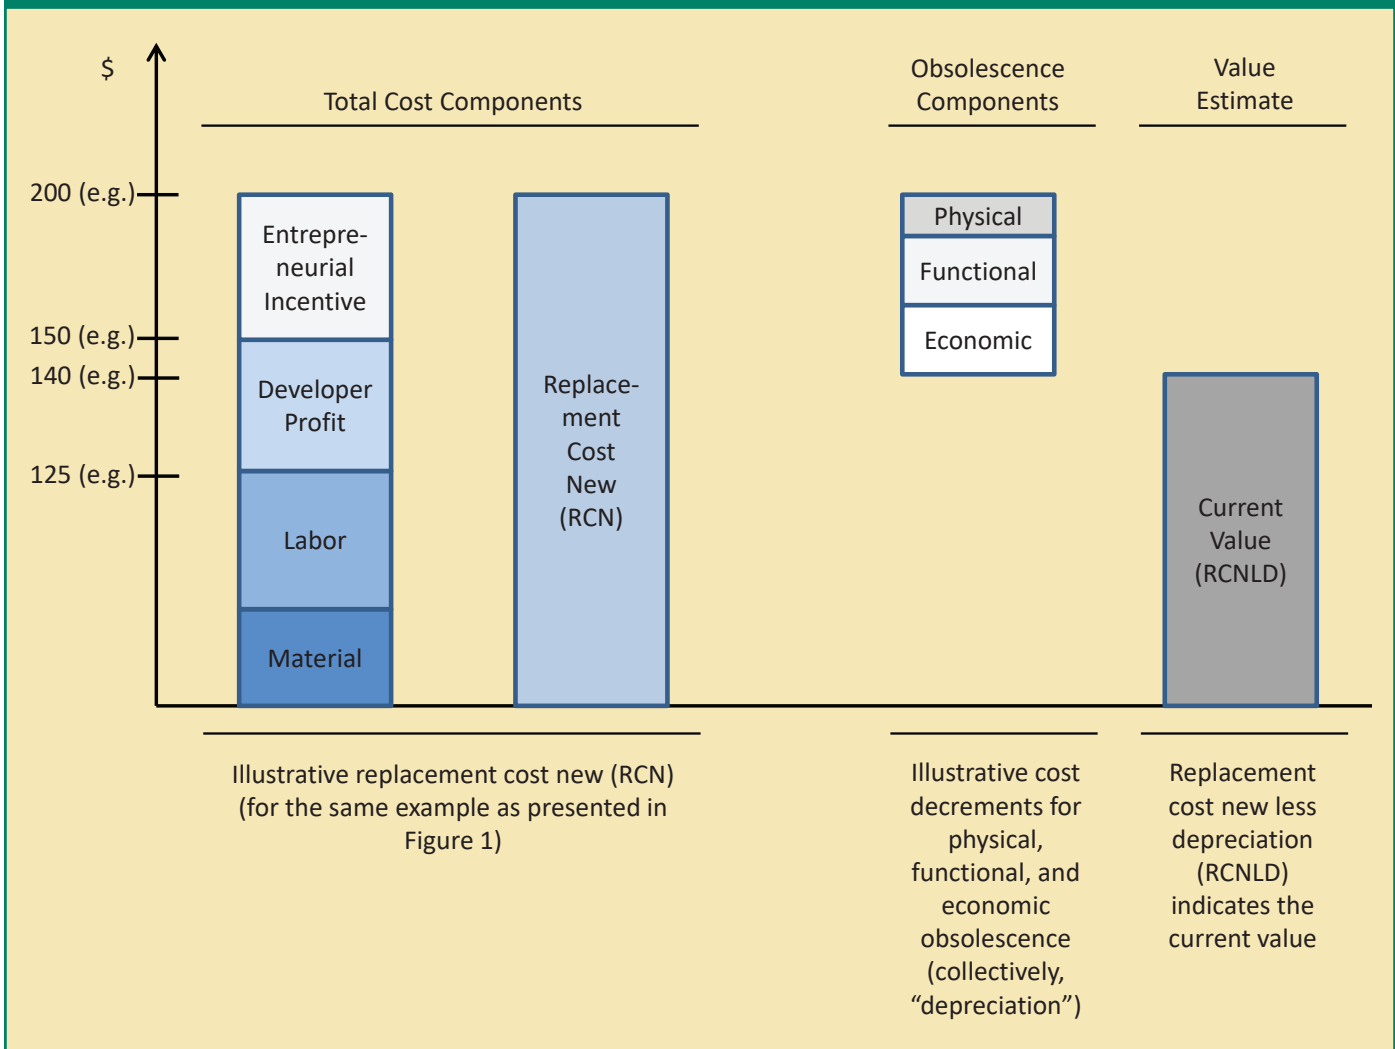 $
Total Cost Components
Obsolescence
Components
Value
Estimate
200 (e.g.)
150 (e.g.)
140 (e.g.)
125 (e.g.)
Entrepre-
neurial
Incentive
Developer
Profit
Labor
Material
Replace-
ment
Cost
New
(RCN)
Physical
Functional
Economic
Current
Value
(RCNLD)
Illustrative replacement cost new (RCN)
(for the same example as presented in
Figure 1)
Illustrative cost
decrements for
physical,
functional, and
economic
obsolescence
(collectively,
“depreciation”)
Replacement
cost new less
depreciation
(RCNLD)
indicates the
current value